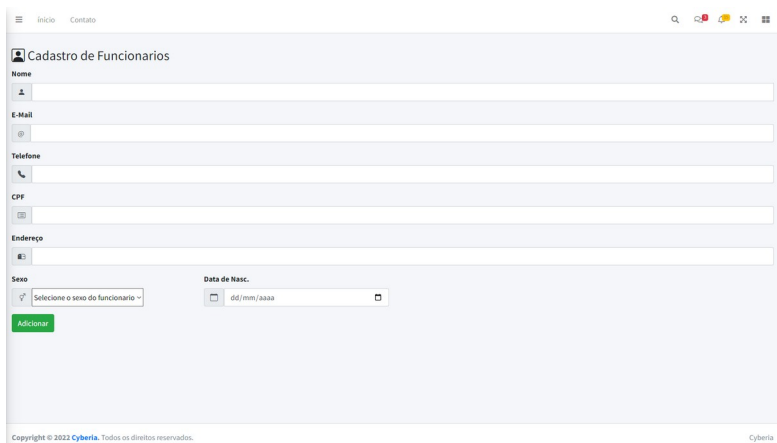 ínicio Contato
Cadastro de Funcionarios
Nome
E-Mail
@
Telefone
CPF
Endereço
Sexo Data de Nasc.
Selecione o sexo do funcionario dd/mm/aaaa
Adicionar
Copyright © 2022 Cyberia. Todos os direitos reservados. Cyberia